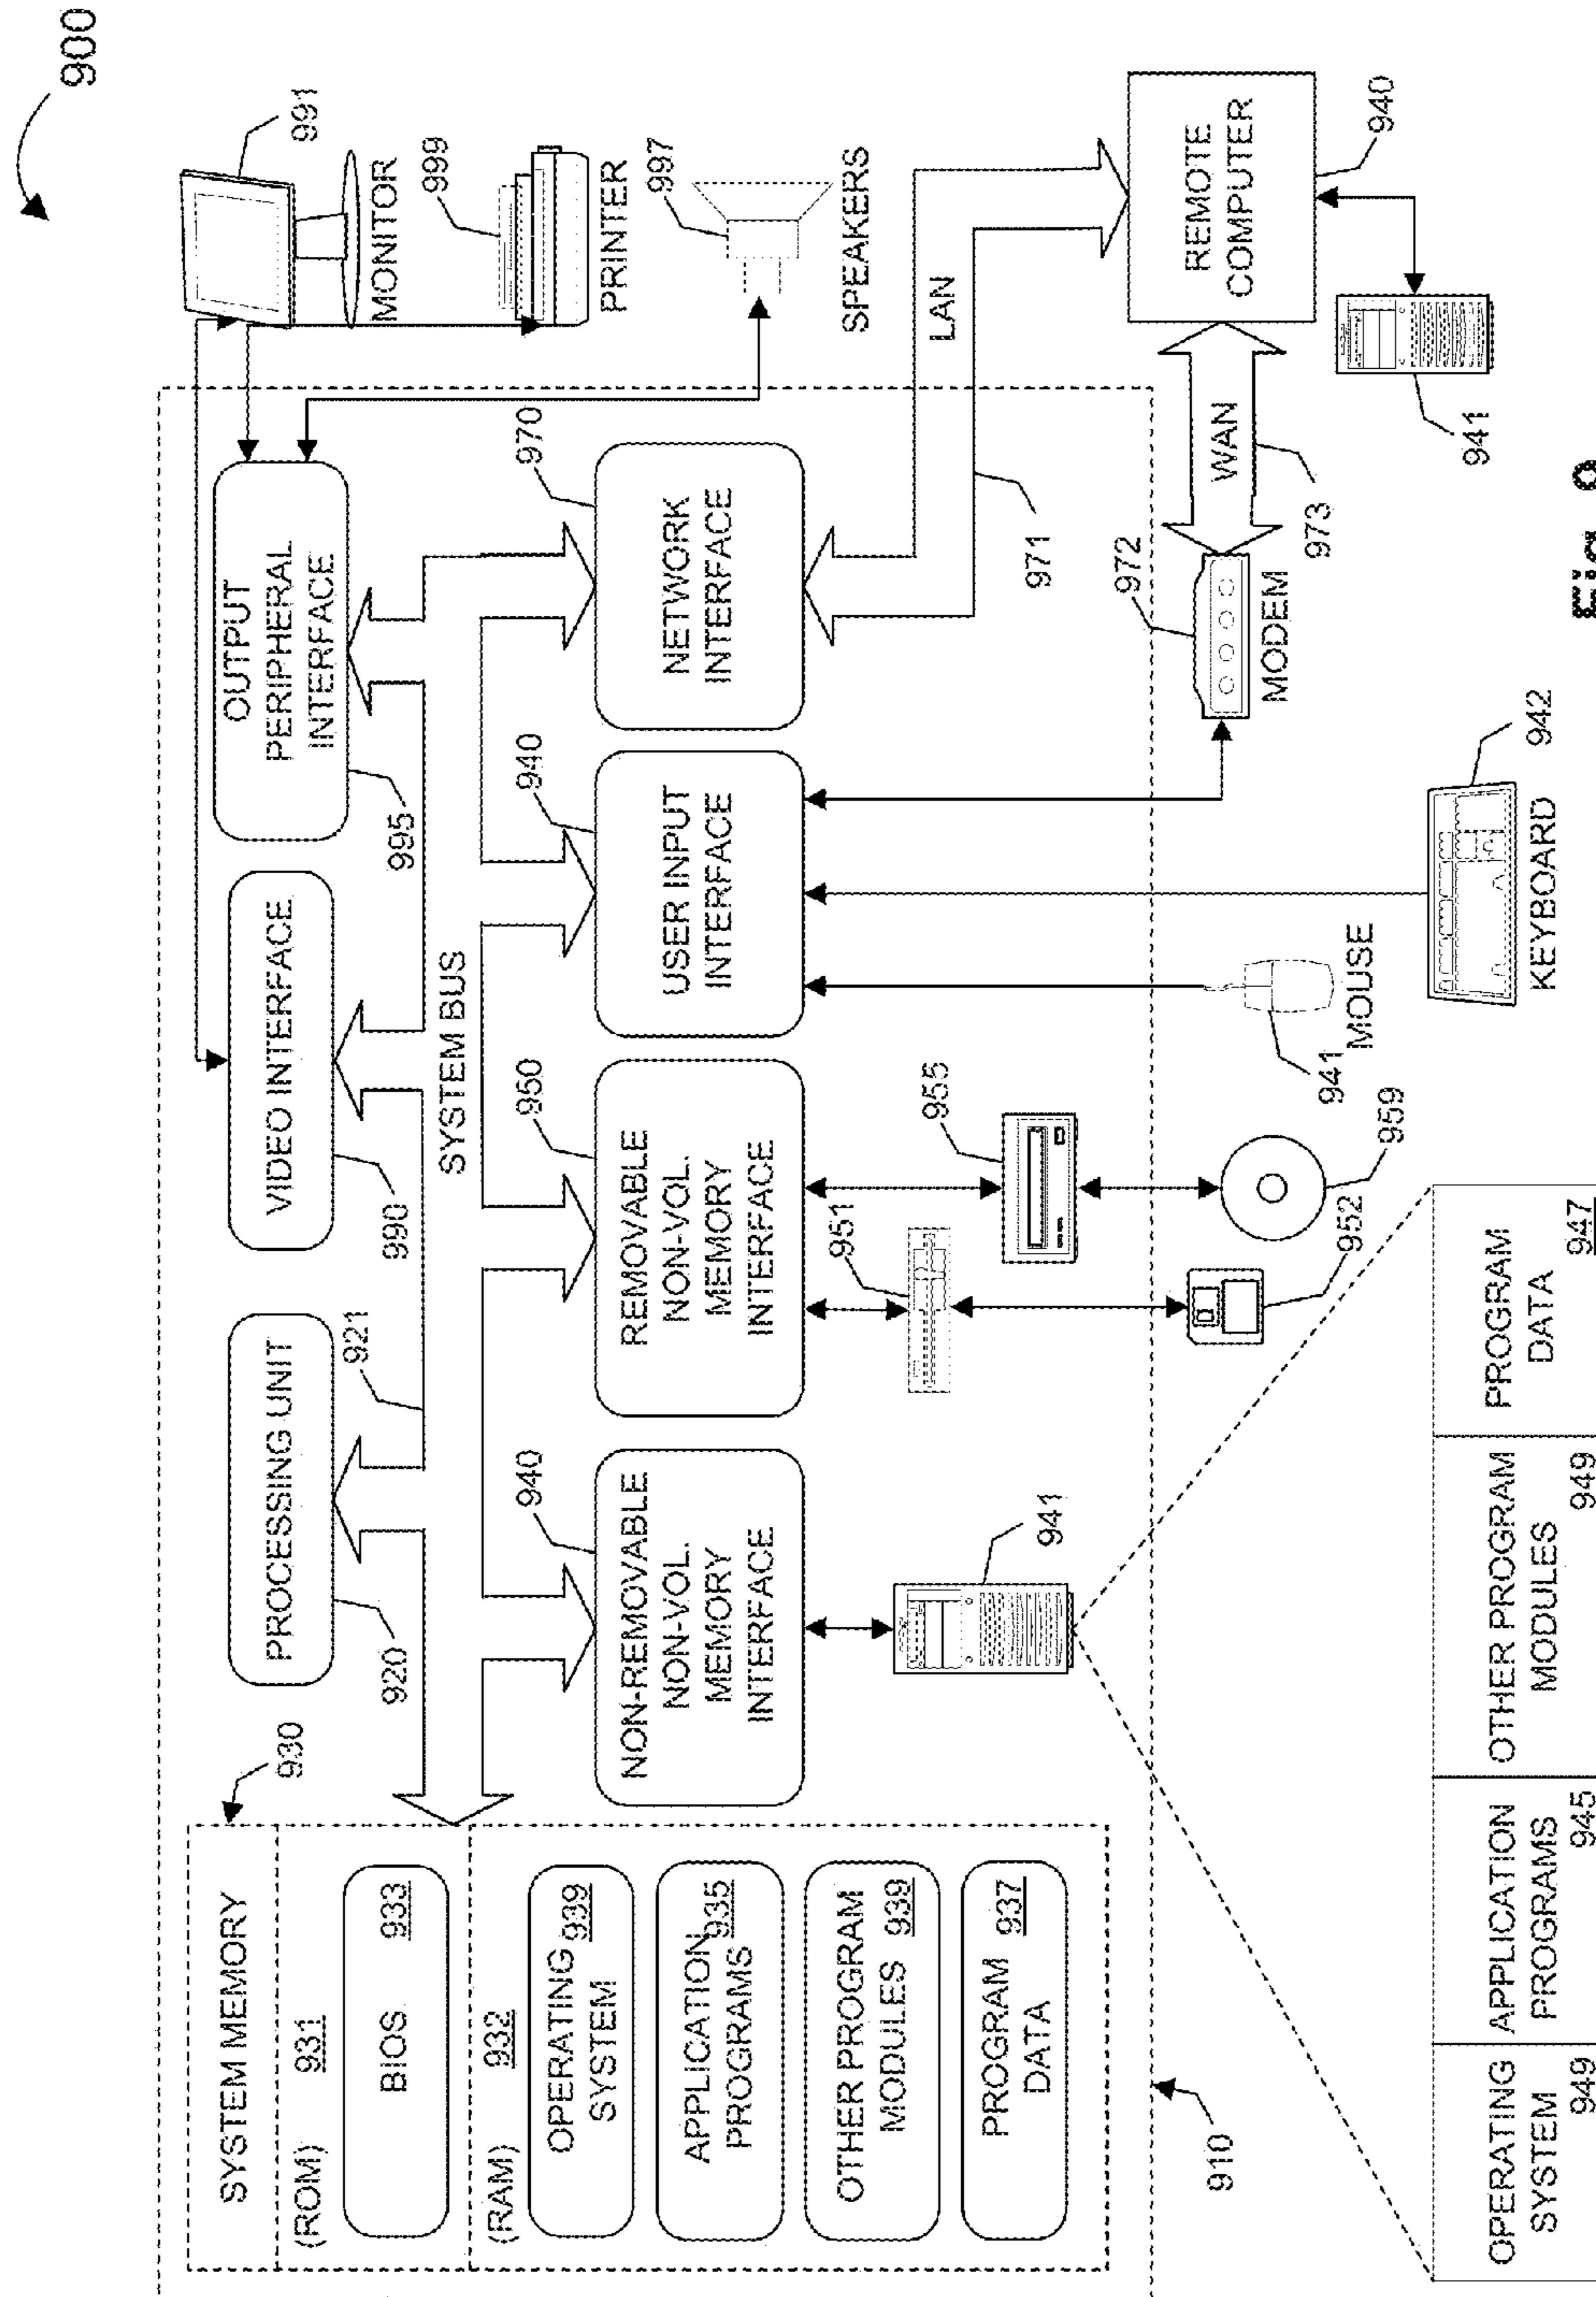 900
SYSTEM MEMORY
930
(ROM) 931
BIOS 933
(RAM) 932
OPERATING
SYSTEM
939
APPLICATION
PROGRAMS
935
OTHER PROGRAM
MODULES 939
PROGRAM
DATA
937
910
PROCESSING UNIT
920
921
VIDEO INTERFACE
990
OUTPUT
PERIPHERAL
INTERFACE
995
SYSTEM BUS
NON-REMOVABLE
NON-VOL.
MEMORY
INTERFACE
940
REMOVABLE
NON-VOL.
MEMORY
INTERFACE
950
USER INPUT
INTERFACE
940
NETWORK
INTERFACE
970
991
MONITOR
999
PRINTER
997
SPEAKERS
941
951
955
952
959
941
MOUSE
942
KEYBOARD
972
MODEM
LAN
971
WAN
973
REMOTE
COMPUTER
940
941
OPERATING
SYSTEM
949
APPLICATION
PROGRAMS
945
OTHER PROGRAM
MODULES
949
PROGRAM
DATA
947